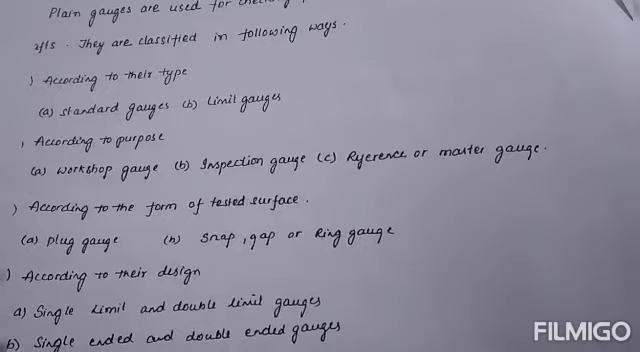 Plain gauges are used for checking
They are classified in following ways.
) According to their type
(a) standard gauges (b) Limit gauges
) According to purpose
(a) workshop gauge (b) Inspection gauge (c) Ryerence or master gauge.
) According to the form of tested surface.
(a) plug gauge (b) snap, gap or Ring gauge
) According to their design
a) Single Limit and double limit gauges
b) Single ended and double ended gauges
FILMIGO